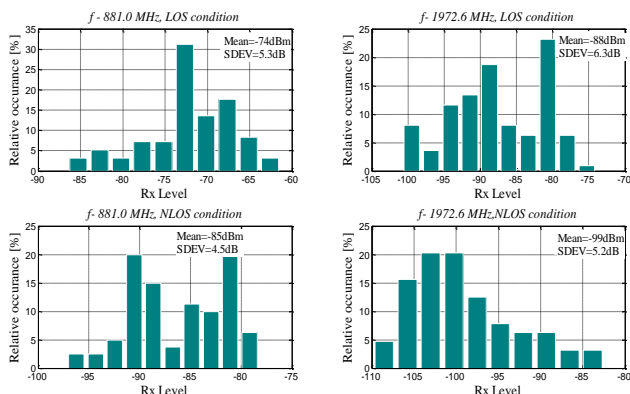 f - 881.0 MHz, LOS condition
Mean=-74dBm
SDEV=5.3dB
Relative occurance [%]
35
30
25
20
15
10
5
0
-90 -85 -80 -75 -70 -65 -60
Rx Level
f - 1972.6 MHz, LOS condition
Mean=-88dBm
SDEV=6.3dB
Relative occurance [%]
25
20
15
10
5
0
-105 -100 -95 -90 -85 -80 -75 -70
Rx Level
f- 881.0 MHz, NLOS condition
Mean=-85dBm
SDEV=4.5dB
Relative occurance [%]
25
20
15
10
5
0
-100 -95 -90 -85 -80 -75
Rx Level
f- 1972.6 MHz,NLOS condition
Mean=-99dBm
SDEV=5.2dB
Relative occurance [%]
25
20
15
10
5
0
-110 -105 -100 -95 -90 -85 -82
Rx Level